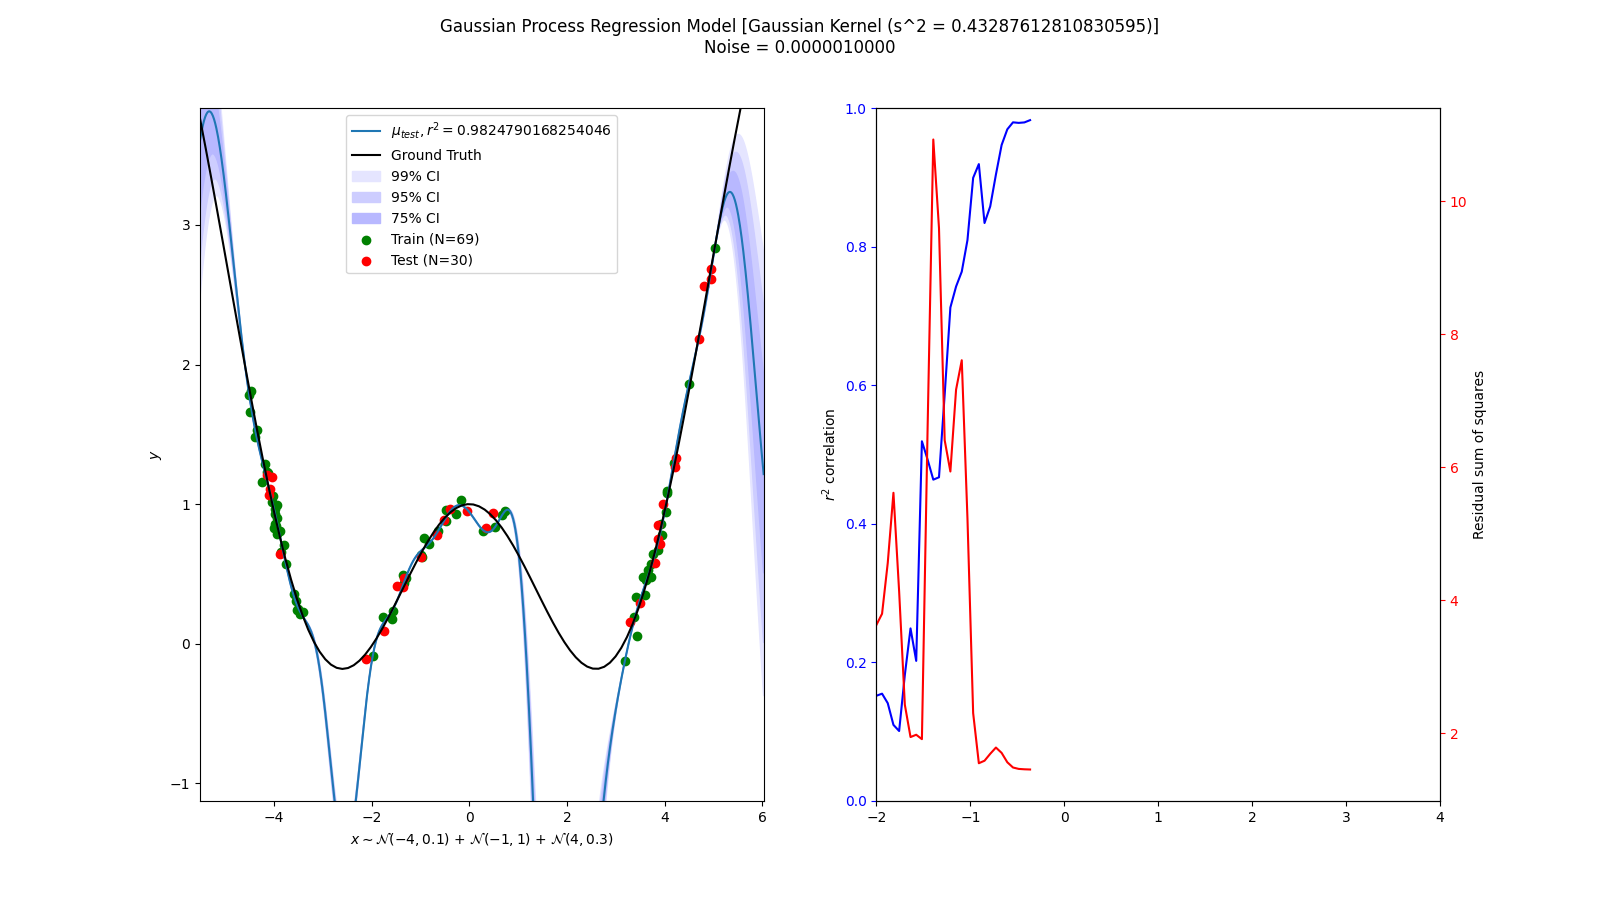 Gaussian Process Regression Model [Gaussian Kernel (s^2 = 0.43287612810830595)]
Noise = 0.0000010000
μ_test, r² = 0.9824790168254046
Ground Truth
99% CI
95% CI
75% CI
Train (N=69)
Test (N=30)
3
2
1
0
−1
y
−4 −2 0 2 4 6
x ∼ 𝒩(−4, 0.1) + 𝒩(−1, 1) + 𝒩(4, 0.3)
1.0
0.8
0.6
0.4
0.2
0.0
r² correlation
−2 −1 0 1 2 3 4
10
8
6
4
2
Residual sum of squares